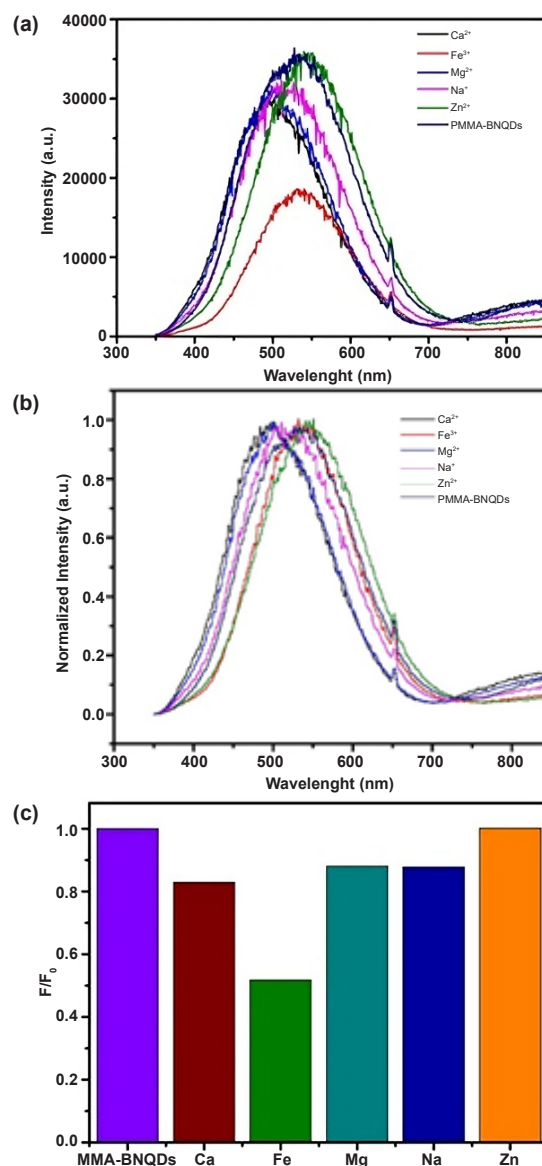 (a)
Intensity (a.u.)
40000
35000
30000
20000
10000
0
300
400
500
600
700
800
Wavelenght (nm)
Ca²⁺
Fe³⁺
Mg²⁺
Na⁺
Zn²⁺
PMMA-BNQDs
(b)
Normalized Intensity (a.u.)
1.0
0.8
0.6
0.4
0.2
0.0
300
400
500
600
700
800
Wavelenght (nm)
Ca²⁺
Fe³⁺
Mg²⁺
Na⁺
Zn²⁺
PMMA-BNQDs
(c)
F/F₀
1.0
0.8
0.6
0.4
0.2
0.0
MMA-BNQDs Ca Fe Mg Na Zn